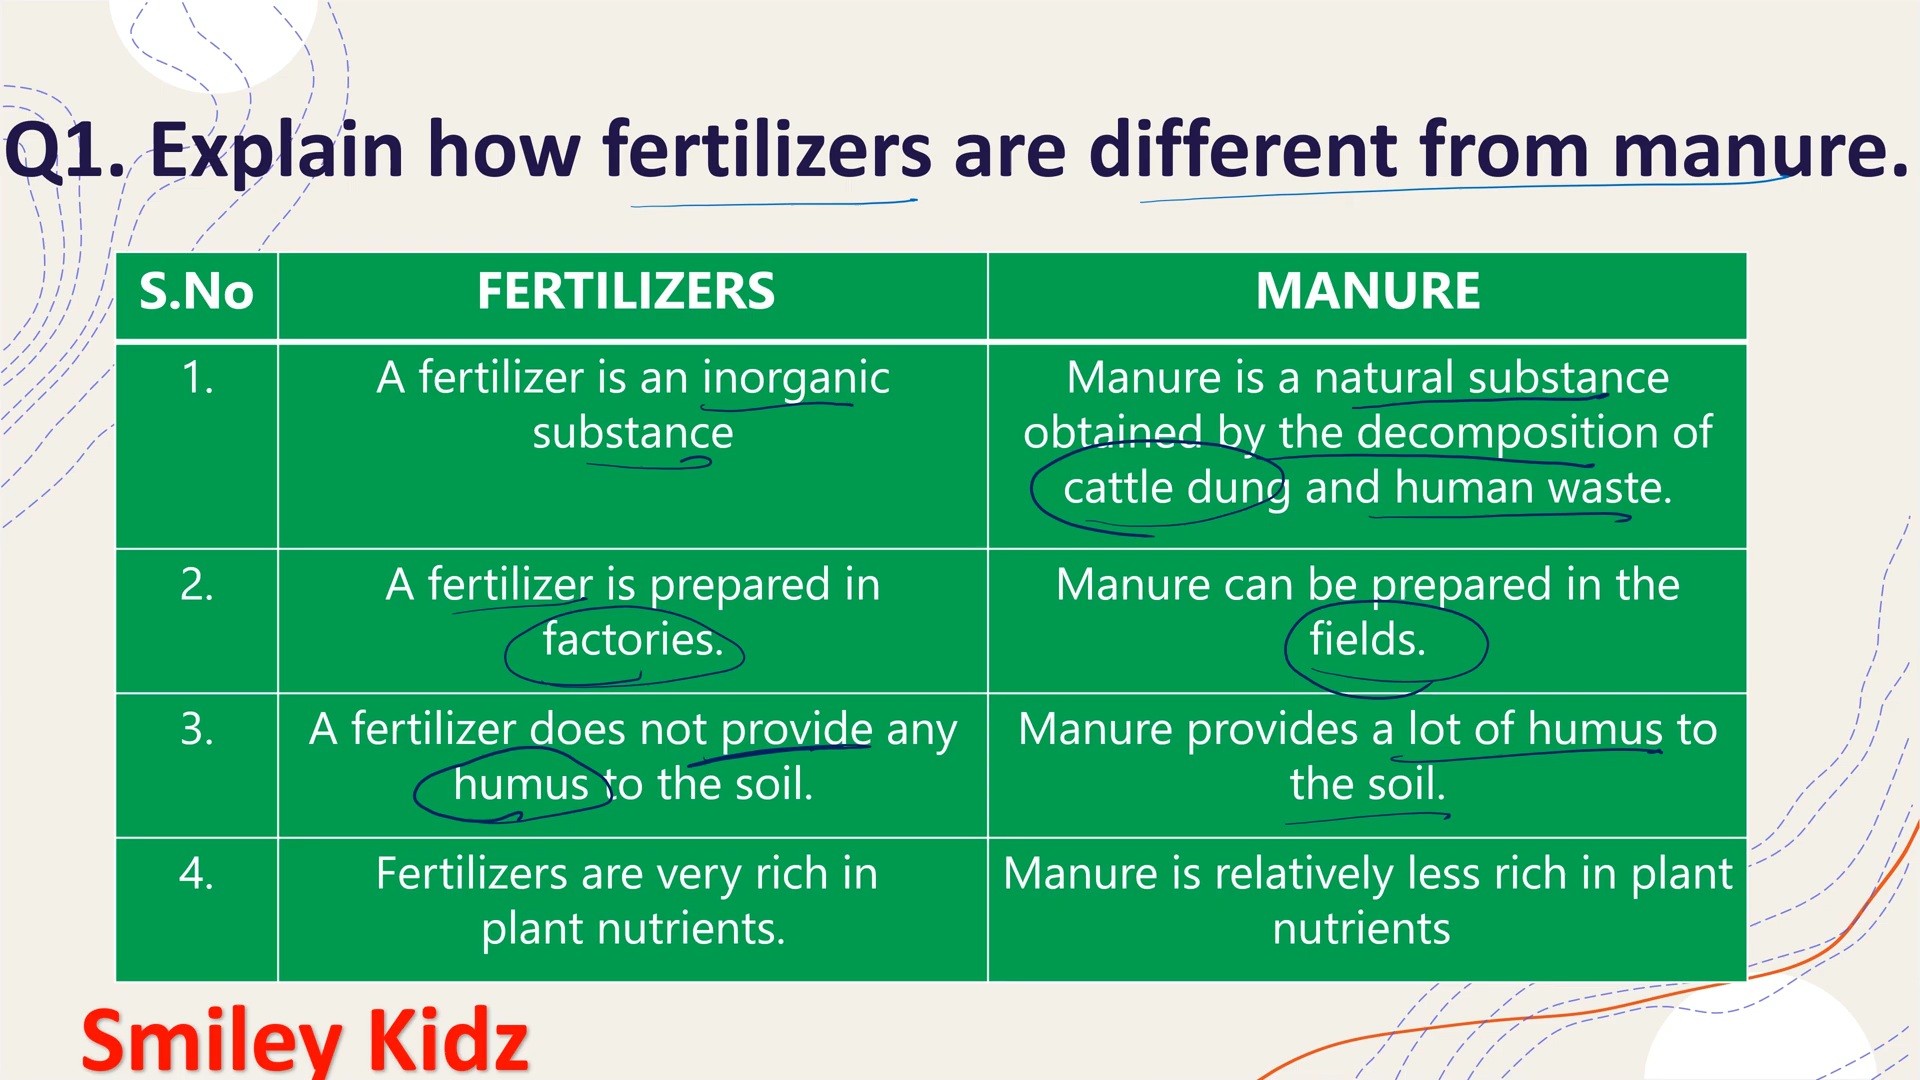 Q1. Explain how fertilizers are different from manure.
S.No
FERTILIZERS
MANURE
1.
A fertilizer is an inorganic
substance
Manure is a natural substance
obtained by the decomposition of
cattle dung and human waste.
2.
A fertilizer is prepared in
factories.
Manure can be prepared in the
fields.
3.
A fertilizer does not provide any
humus to the soil.
Manure provides a lot of humus to
the soil.
4.
Fertilizers are very rich in
plant nutrients.
Manure is relatively less rich in plant
nutrients
Smiley Kidz